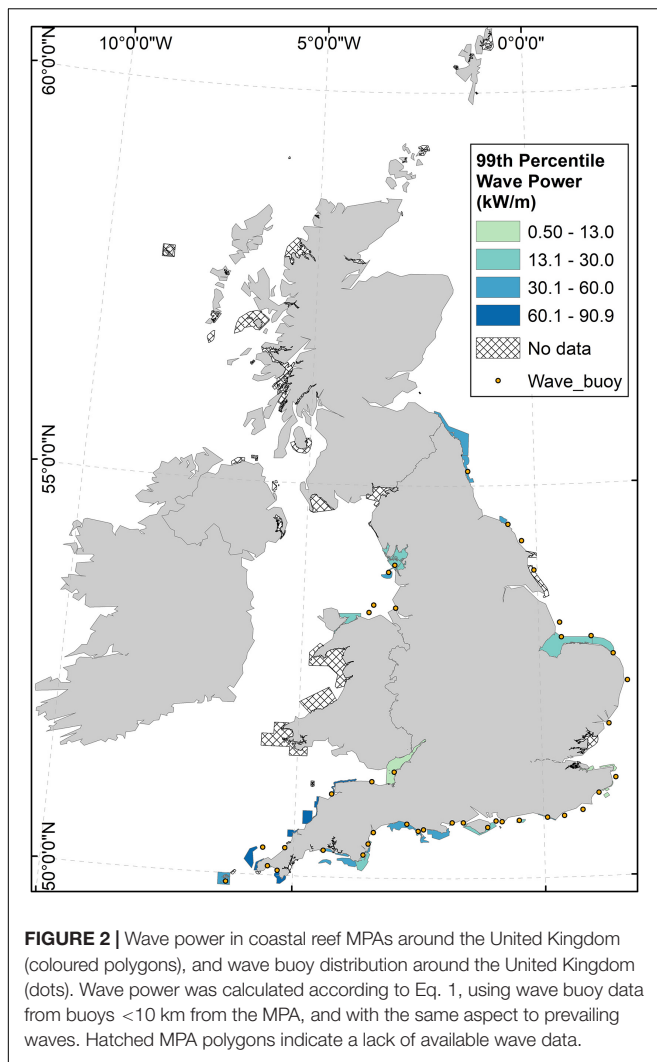 10°0'0"W 5°0'0"W 0°0'0"
60°0'0"N
99th Percentile
Wave Power
(kW/m)
0.50 - 13.0
13.1 - 30.0
30.1 - 60.0
60.1 - 90.9
No data
Wave_buoy
55°0'0"N
50°0'0"N
FIGURE 2 | Wave power in coastal reef MPAs around the United Kingdom
(coloured polygons), and wave buoy distribution around the United Kingdom
(dots). Wave power was calculated according to Eq. 1, using wave buoy data
from buoys <10 km from the MPA, and with the same aspect to prevailing
waves. Hatched MPA polygons indicate a lack of available wave data.